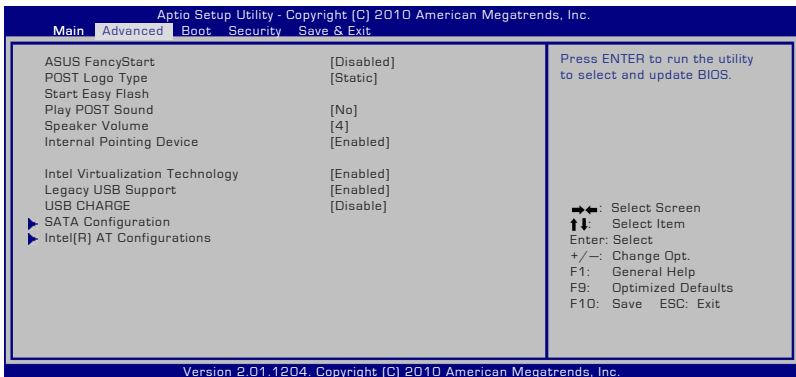 Aptio Setup Utility - Copyright (C) 2010 American Megatrends, Inc.
Main Advanced Boot Security Save & Exit
ASUS FancyStart [Disabled]
POST Logo Type [Static]
Start Easy Flash
Play POST Sound [No]
Speaker Volume [4]
Internal Pointing Device [Enabled]
Intel Virtualization Technology [Enabled]
Legacy USB Support [Enabled]
USB CHARGE [Disable]
SATA Configuration
Intel(R) AT Configurations
Press ENTER to run the utility
to select and update BIOS.
→←: Select Screen
↑↓: Select Item
Enter: Select
+/—: Change Opt.
F1: General Help
F9: Optimized Defaults
F10: Save ESC: Exit
Version 2.01.1204. Copyright (C) 2010 American Megatrends, Inc.